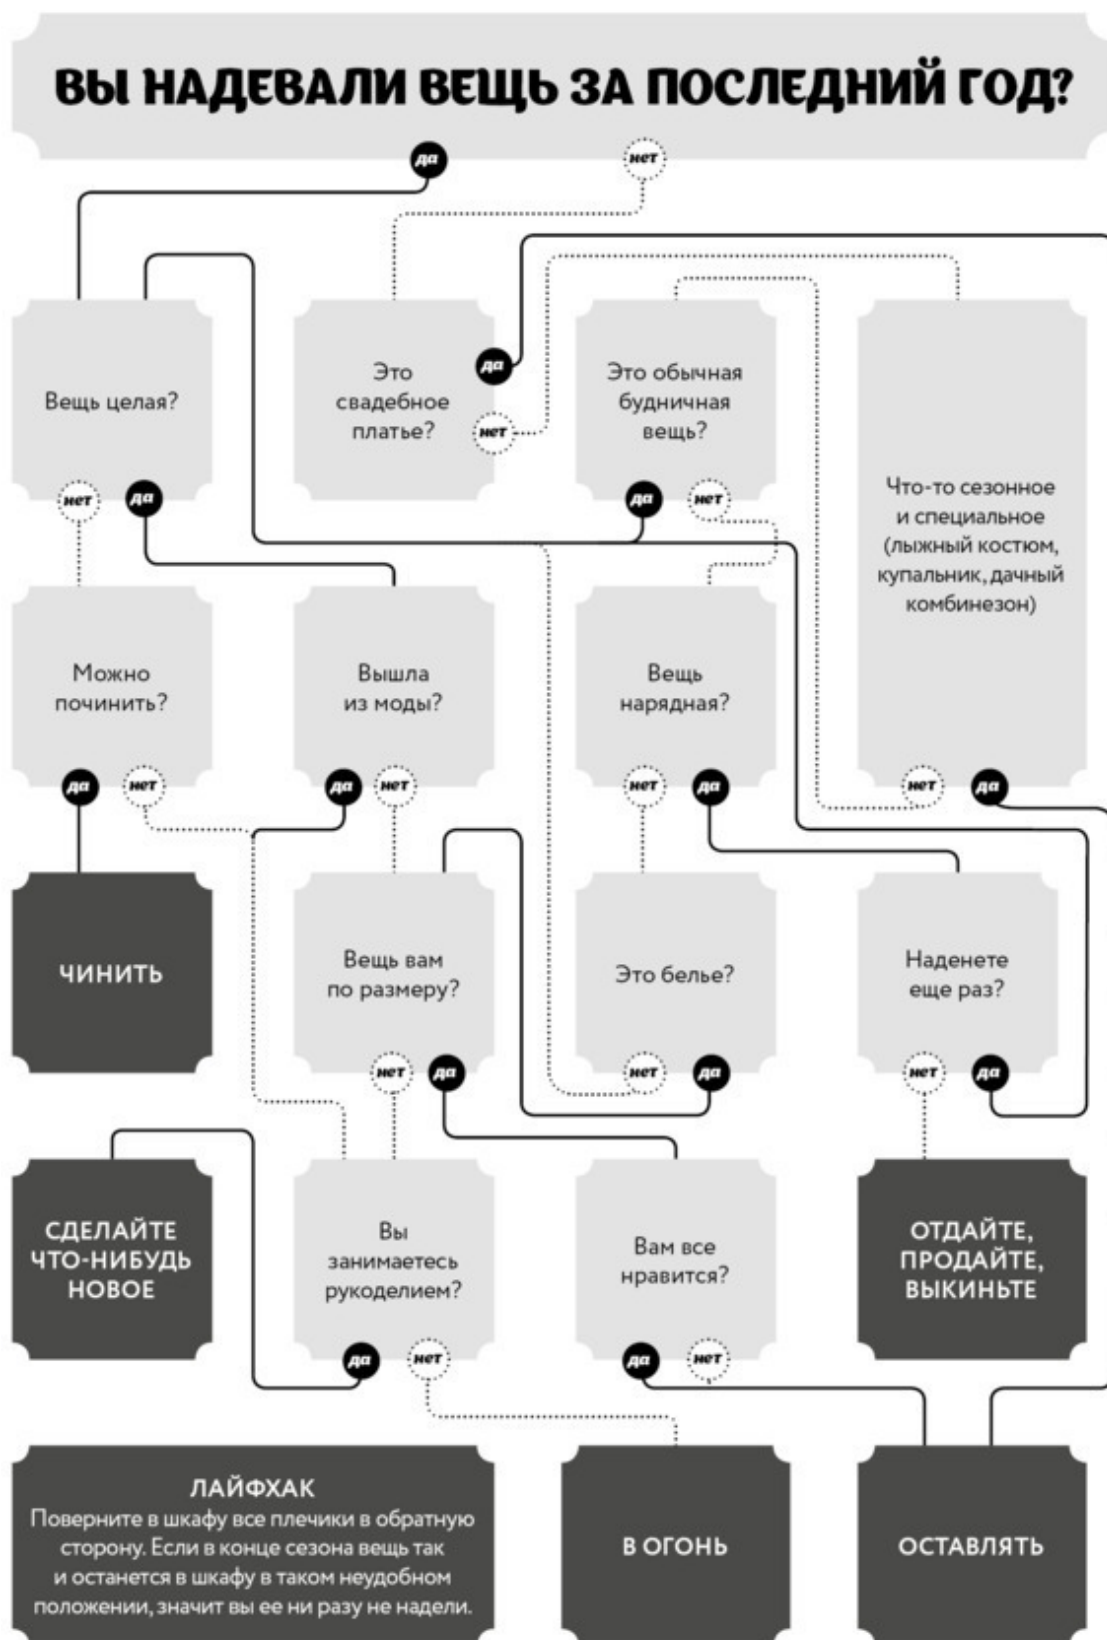 ВЫ НАДЕВАЛИ ВЕЩЬ ЗА ПОСЛЕДНИЙ ГОД?
да
нет
Вещь целая?
нет
да
Это
свадебное
платье?
да
нет
Это обычная
будничная
вещь?
да
нет
Что-то сезонное
и специальное
(лыжный костюм,
купальник, дачный
комбинезон)
нет
да
Можно
починить?
да
нет
Вышла
из моды?
да
нет
Вещь
нарядная?
нет
да
ЧИНИТЬ
Вещь вам
по размеру?
нет
да
Это белье?
нет
да
Наденете
еще раз?
нет
да
СДЕЛАЙТЕ
ЧТО-НИБУДЬ
НОВОЕ
Вы
занимаетесь
рукоделием?
да
нет
Вам все
нравится?
да
нет
ОТДАЙТЕ,
ПРОДАЙТЕ,
ВЫКИНЬТЕ
ЛАЙФХАК
Поверните в шкафу все плечики в обратную
сторону. Если в конце сезона вещь так
и останется в шкафу в таком неудобном
положении, значит вы ее ни разу не надели.
В ОГОНЬ
ОСТАВЛЯТЬ